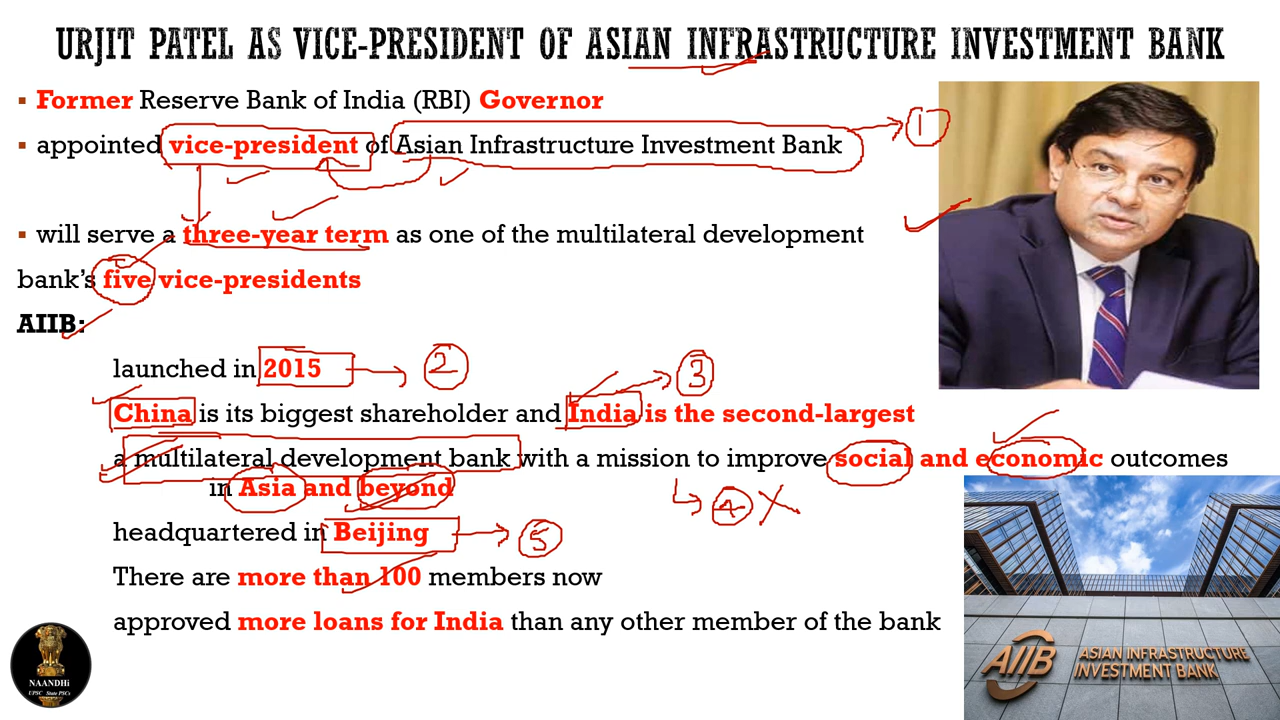 URJIT PATEL AS VICE-PRESIDENT OF ASIAN INFRASTRUCTURE INVESTMENT BANK
▪ Former Reserve Bank of India (RBI) Governor
▪ appointed vice-president of Asian Infrastructure Investment Bank
1
▪ will serve a three-year term as one of the multilateral development
bank's five vice-presidents
AIIB:
launched in 2015
2
3
China is its biggest shareholder and India is the second-largest
a multilateral development bank with a mission to improve social and economic outcomes
in Asia and beyond
4 X
headquartered in Beijing
5
There are more than 100 members now
approved more loans for India than any other member of the bank
AIIB
ASIAN INFRASTRUCTURE
INVESTMENT BANK
NAANDHi
UPSC State PSCs